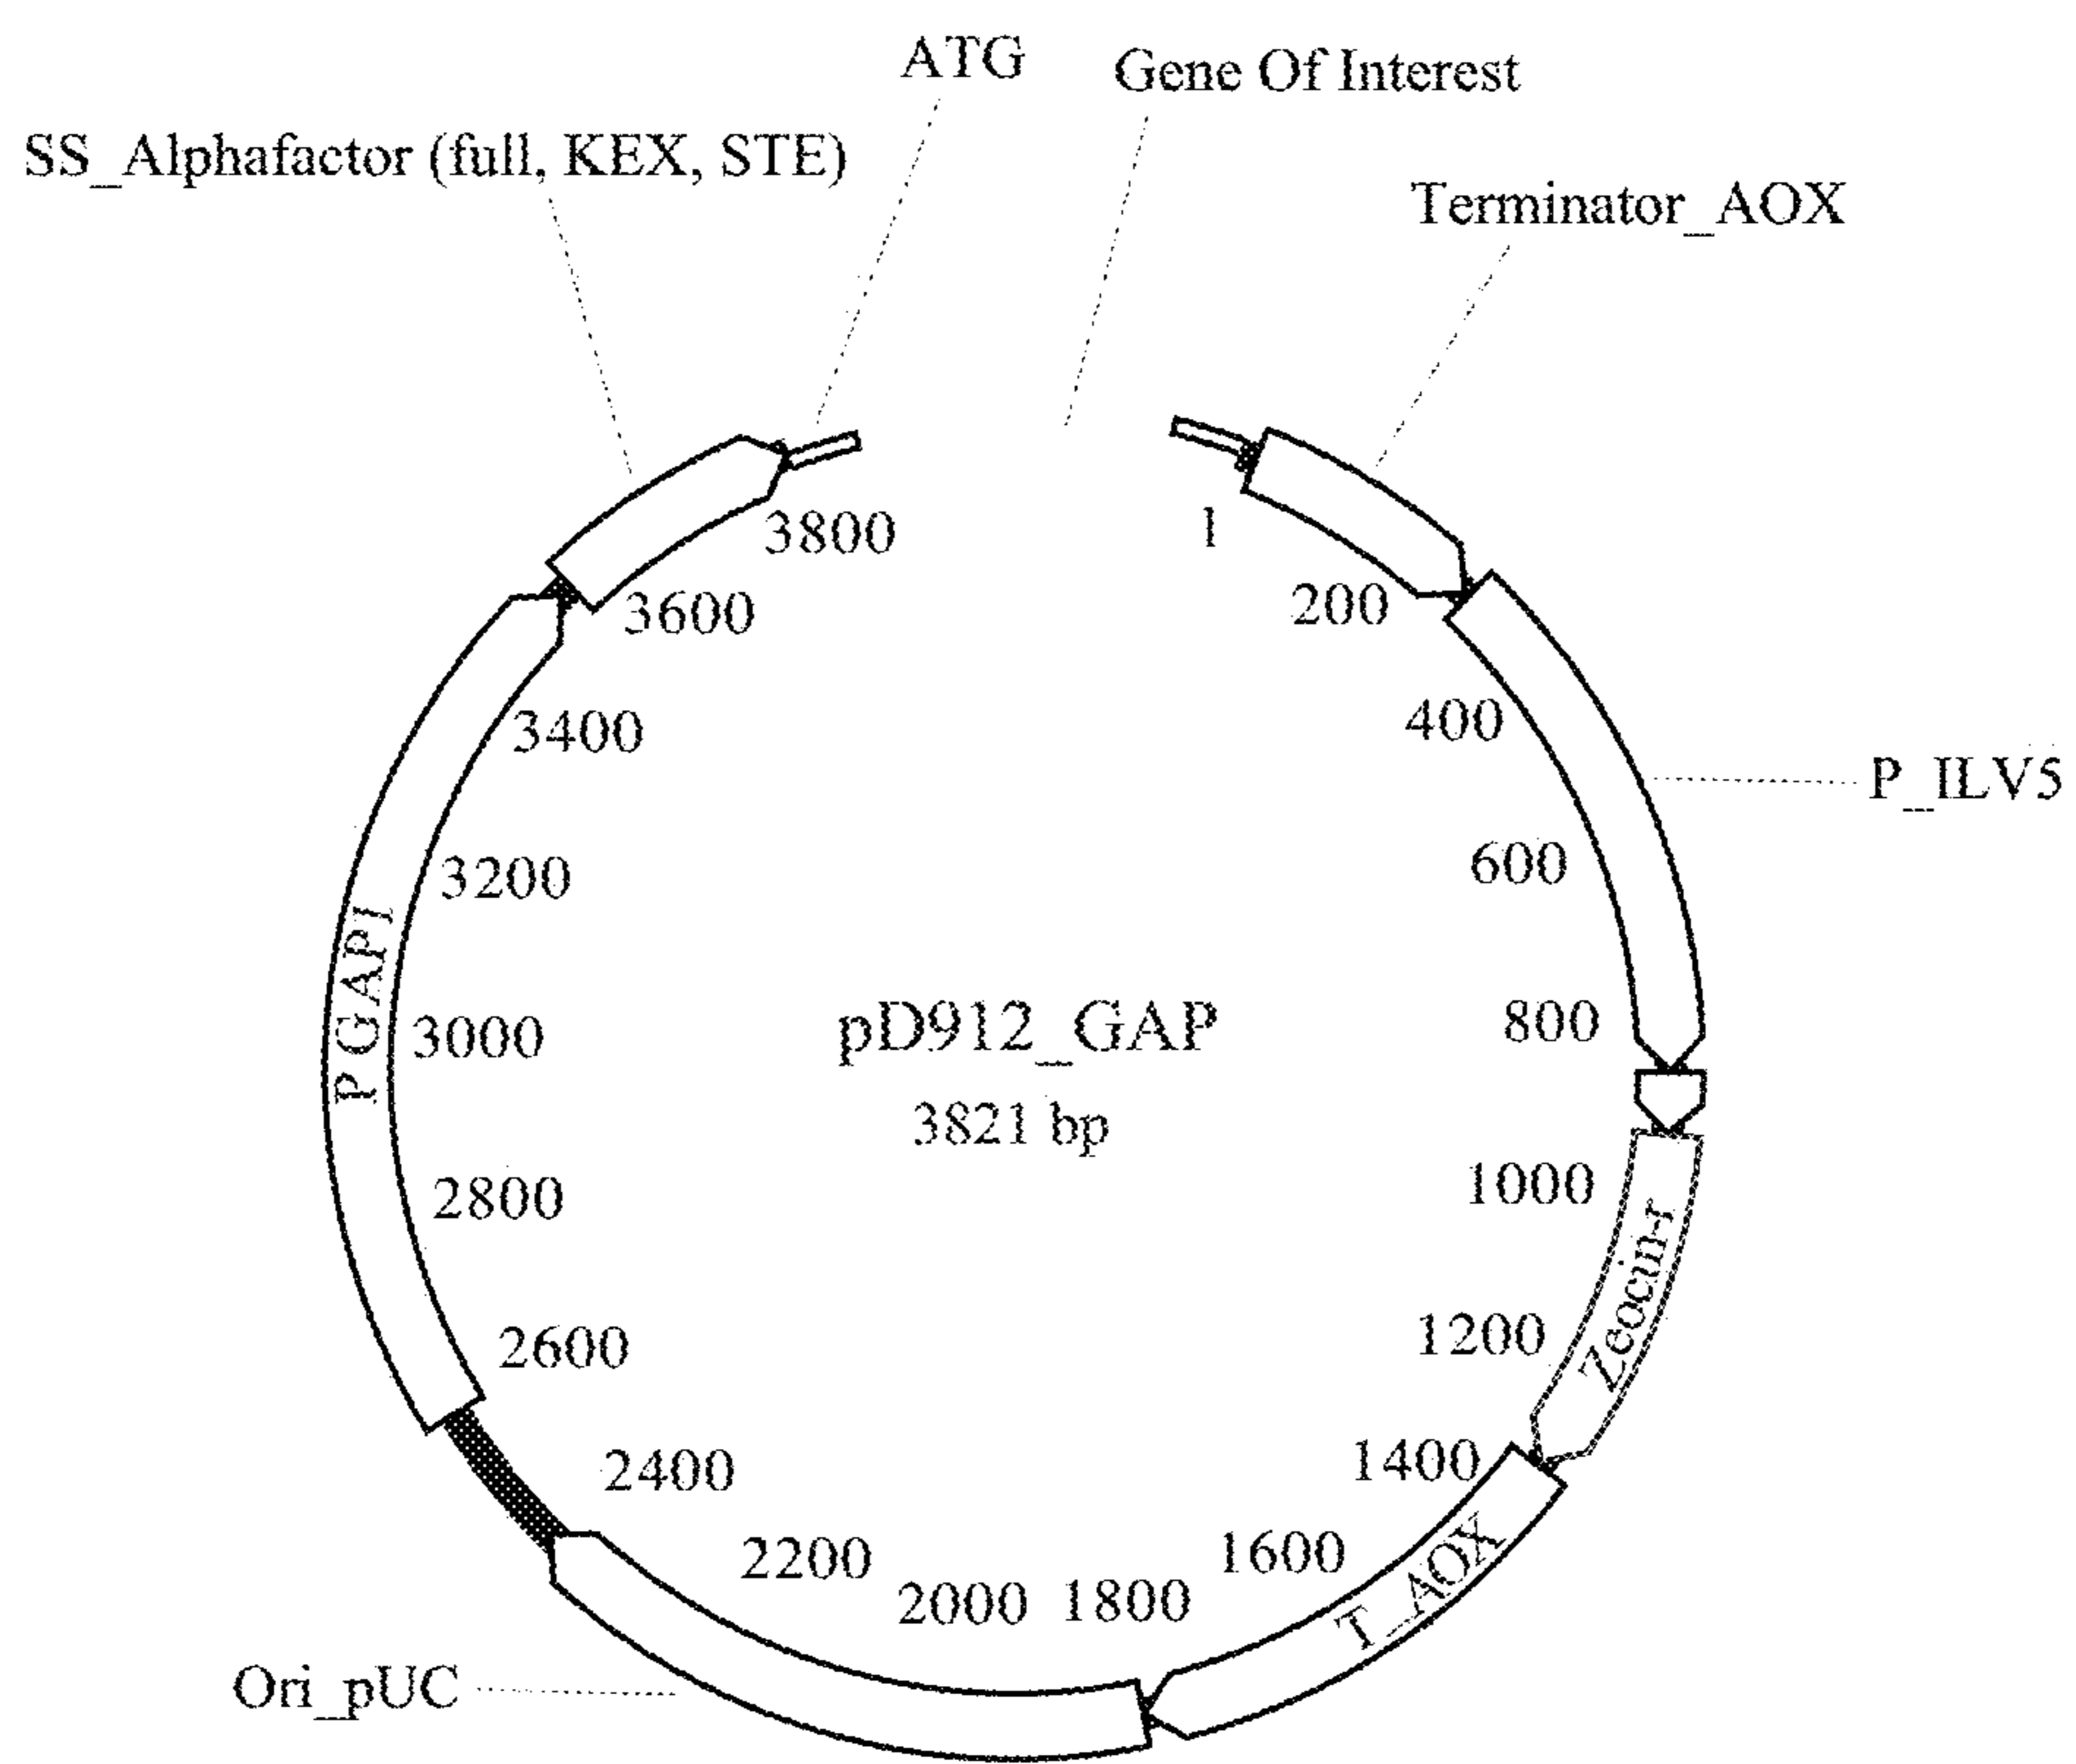 ATG
Gene Of Interest
SS_Alphafactor (full, KEX, STE)
Terminator_AOX
3800
1
200
3600
400
3400
P_ILV5
600
3200
P GAP1
800
3000
pD912_GAP
3821 bp
1000
2800
Zeocin-r
1200
2600
1400
2400
1600
T_AOX
2200
2000
1800
Ori_pUC